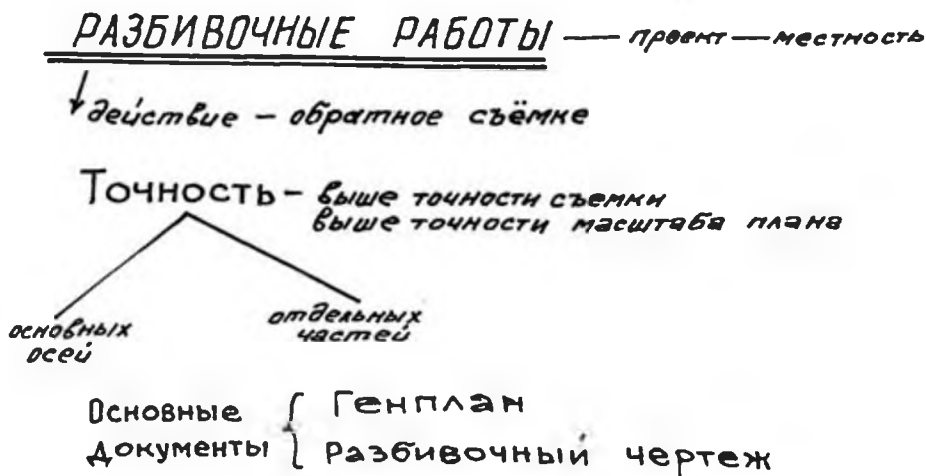 РАЗБИВОЧНЫЕ РАБОТЫ — проект — местность
действие – обратное съёмке
Точность – выше точности съемки
выше точности масштаба плана
основных осей
отдельных частей
Основные документы { Генплан
Разбивочный чертеж